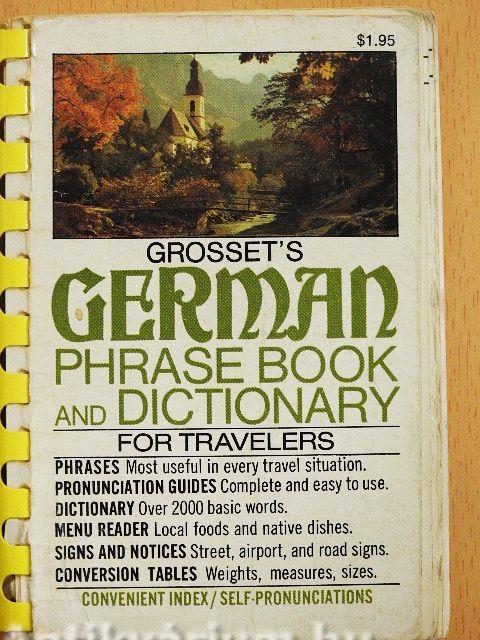 $1.95
GROSSET'S
GERMAN
PHRASE BOOK
AND DICTIONARY
FOR TRAVELERS
PHRASES Most useful in every travel situation.
PRONUNCIATION GUIDES Complete and easy to use.
DICTIONARY Over 2000 basic words.
MENU READER Local foods and native dishes.
SIGNS AND NOTICES Street, airport, and road signs.
CONVERSION TABLES Weights, measures, sizes.
CONVENIENT INDEX/SELF-PRONUNCIATIONS